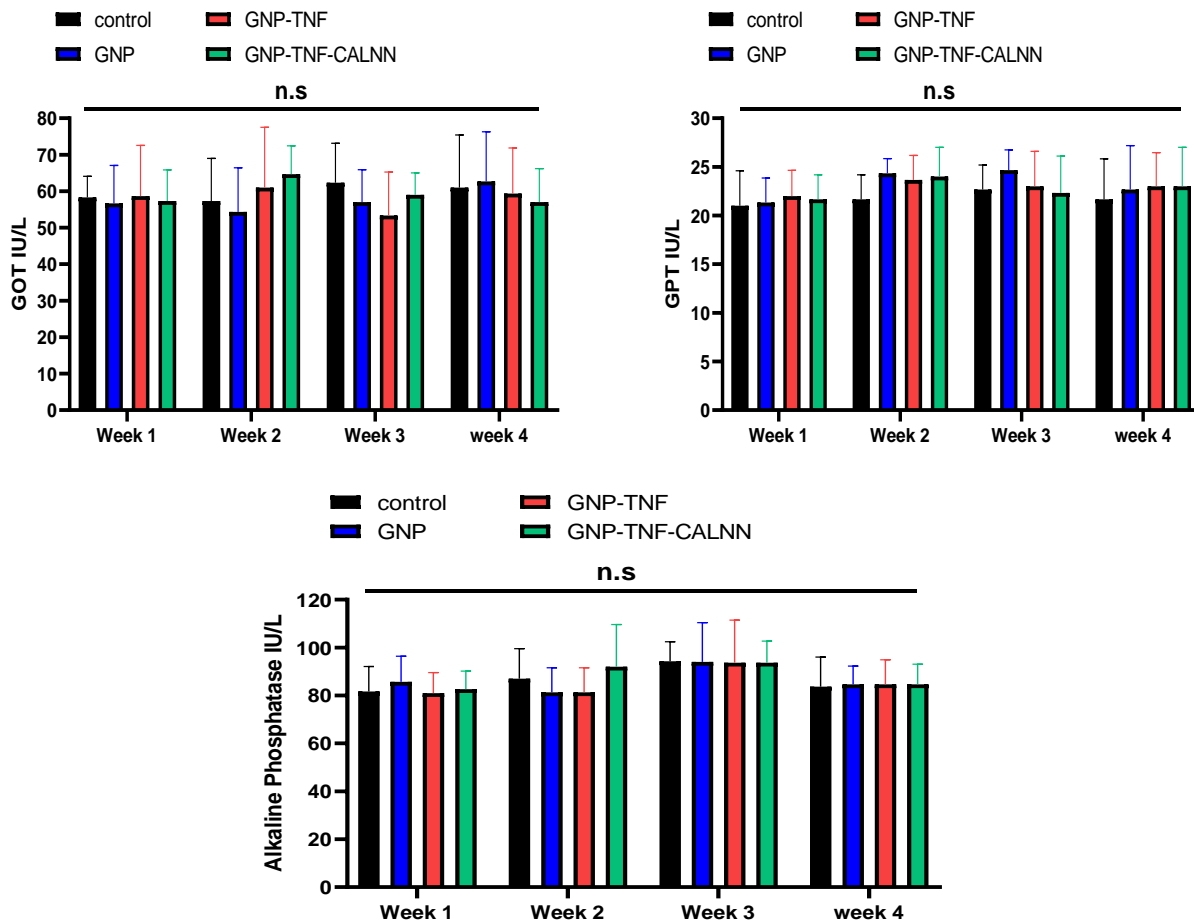 control GNP-TNF
GNP GNP-TNF-CALNN
n.s
80
70
60
50
40
30
20
10
0
GOT IU/L
Week 1 Week 2 Week 3 week 4
control GNP-TNF
GNP GNP-TNF-CALNN
n.s
30
25
20
15
10
5
0
GPT IU/L
Week 1 Week 2 Week 3 week 4
control GNP-TNF
GNP GNP-TNF-CALNN
n.s
120
100
80
60
40
20
0
Alkaline Phosphatase IU/L
Week 1 Week 2 Week 3 week 4